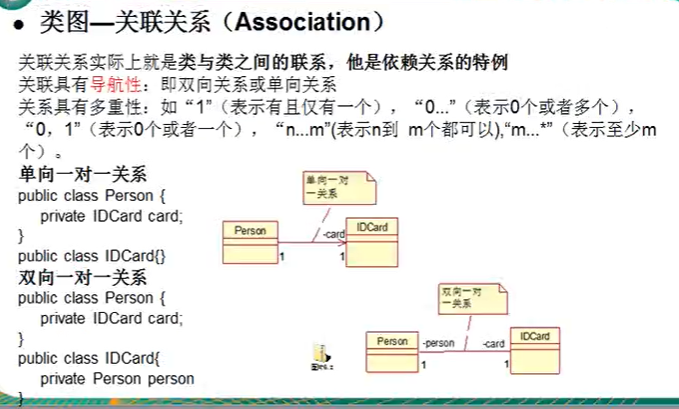 ● 类图—关联关系（Association）
关联关系实际上就是类与类之间的联系，他是依赖关系的特例
关联具有导航性：即双向关系或单向关系
关系具有多重性：如“1”（表示有且仅有一个），“0...”（表示0个或者多个），
“0，1”（表示0个或者一个），“n...m”(表示n到 m个都可以),“m...*”（表示至少m
个）。
单向一对一关系
public class Person {
private IDCard card;
}
public class IDCard{}
双向一对一关系
public class Person {
private IDCard card;
}
public class IDCard{
private Person person
}
单向一对
一关系
Person
-card
IDCard
1
1
双向一对
一关系
Person
-person
-card
IDCard
1
1